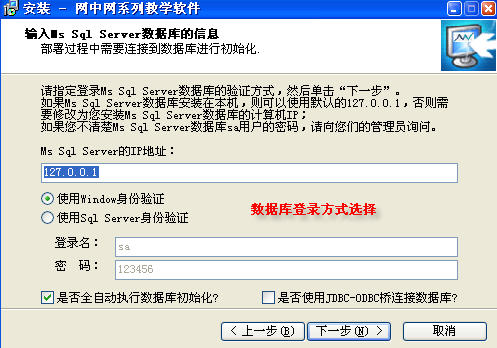 安装 - 网中网系列教学软件
输入Ms Sql Server数据库的信息
部署过程中需要连接到数据库进行初始化.
请指定登录Ms Sql Server数据库的验证方式，然后单击“下一步”。
如果Ms Sql Server数据库安装在本机，则可以使用默认的127.0.0.1，否则需
要修改为您安装Ms Sql Server数据库的计算机IP；
如果您不清楚Ms Sql Server数据库sa用户的密码，请向您们的管理员询问。
Ms Sql Server的IP地址：
127.0.0.1
使用Window身份验证
使用Sql Server身份验证
数据库登录方式选择
登录名： sa
密 码： 123456
是否全自动执行数据库初始化? 是否使用JDBC-ODBC桥连接数据库?
< 上一步(B) 下一步(N) > 取消